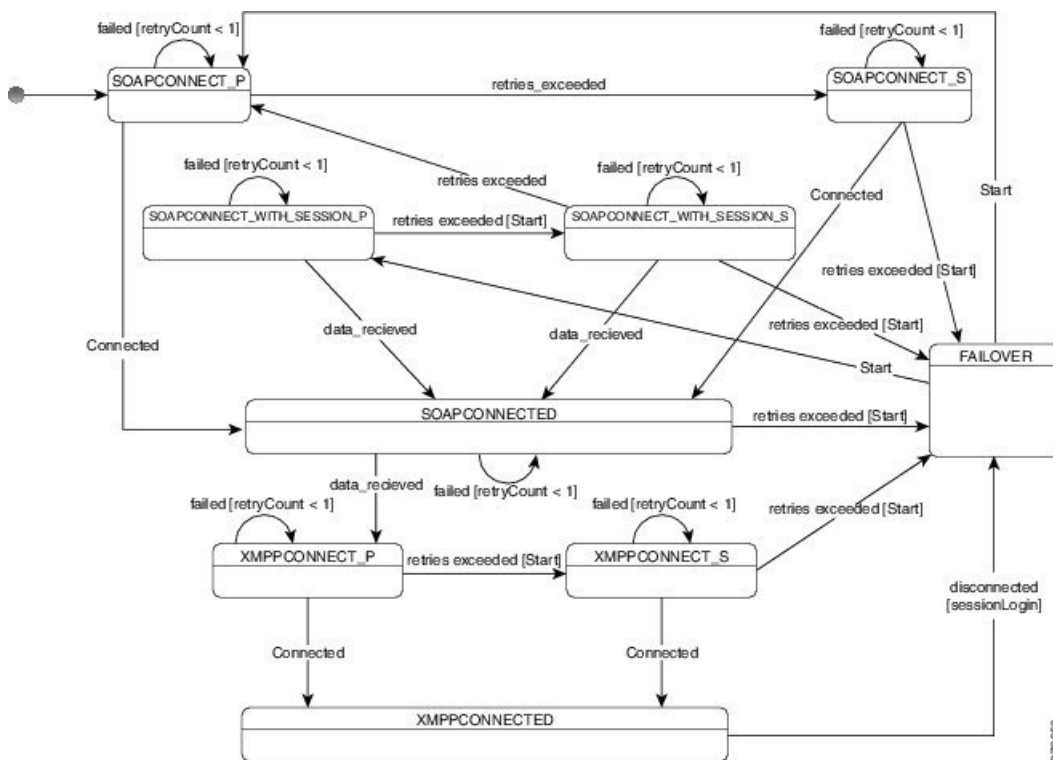 failed [retryCount < 1]
failed [retryCount < 1]
SOAPCONNECT_P
SOAPCONNECT_S
retries_exceeded
failed [retryCount < 1]
failed [retryCount < 1]
retries exceeded
Connected
Start
SOAPCONNECT_WITH_SESSION_P
retries exceeded [Start]
SOAPCONNECT_WITH_SESSION_S
retries exceeded [Start]
data_recieved
data_recieved
retries exceeded [Start]
Connected
FAILOVER
Start
SOAPCONNECTED
retries exceeded [Start]
data_recieved
failed [retryCount < 1]
failed [retryCount < 1]
failed [retryCount < 1]
retries exceeded [Start]
XMPPCONNECT_P
retries exceeded [Start]
XMPPCONNECT_S
disconnected
[sessionLogin]
Connected
Connected
XMPPCONNECTED